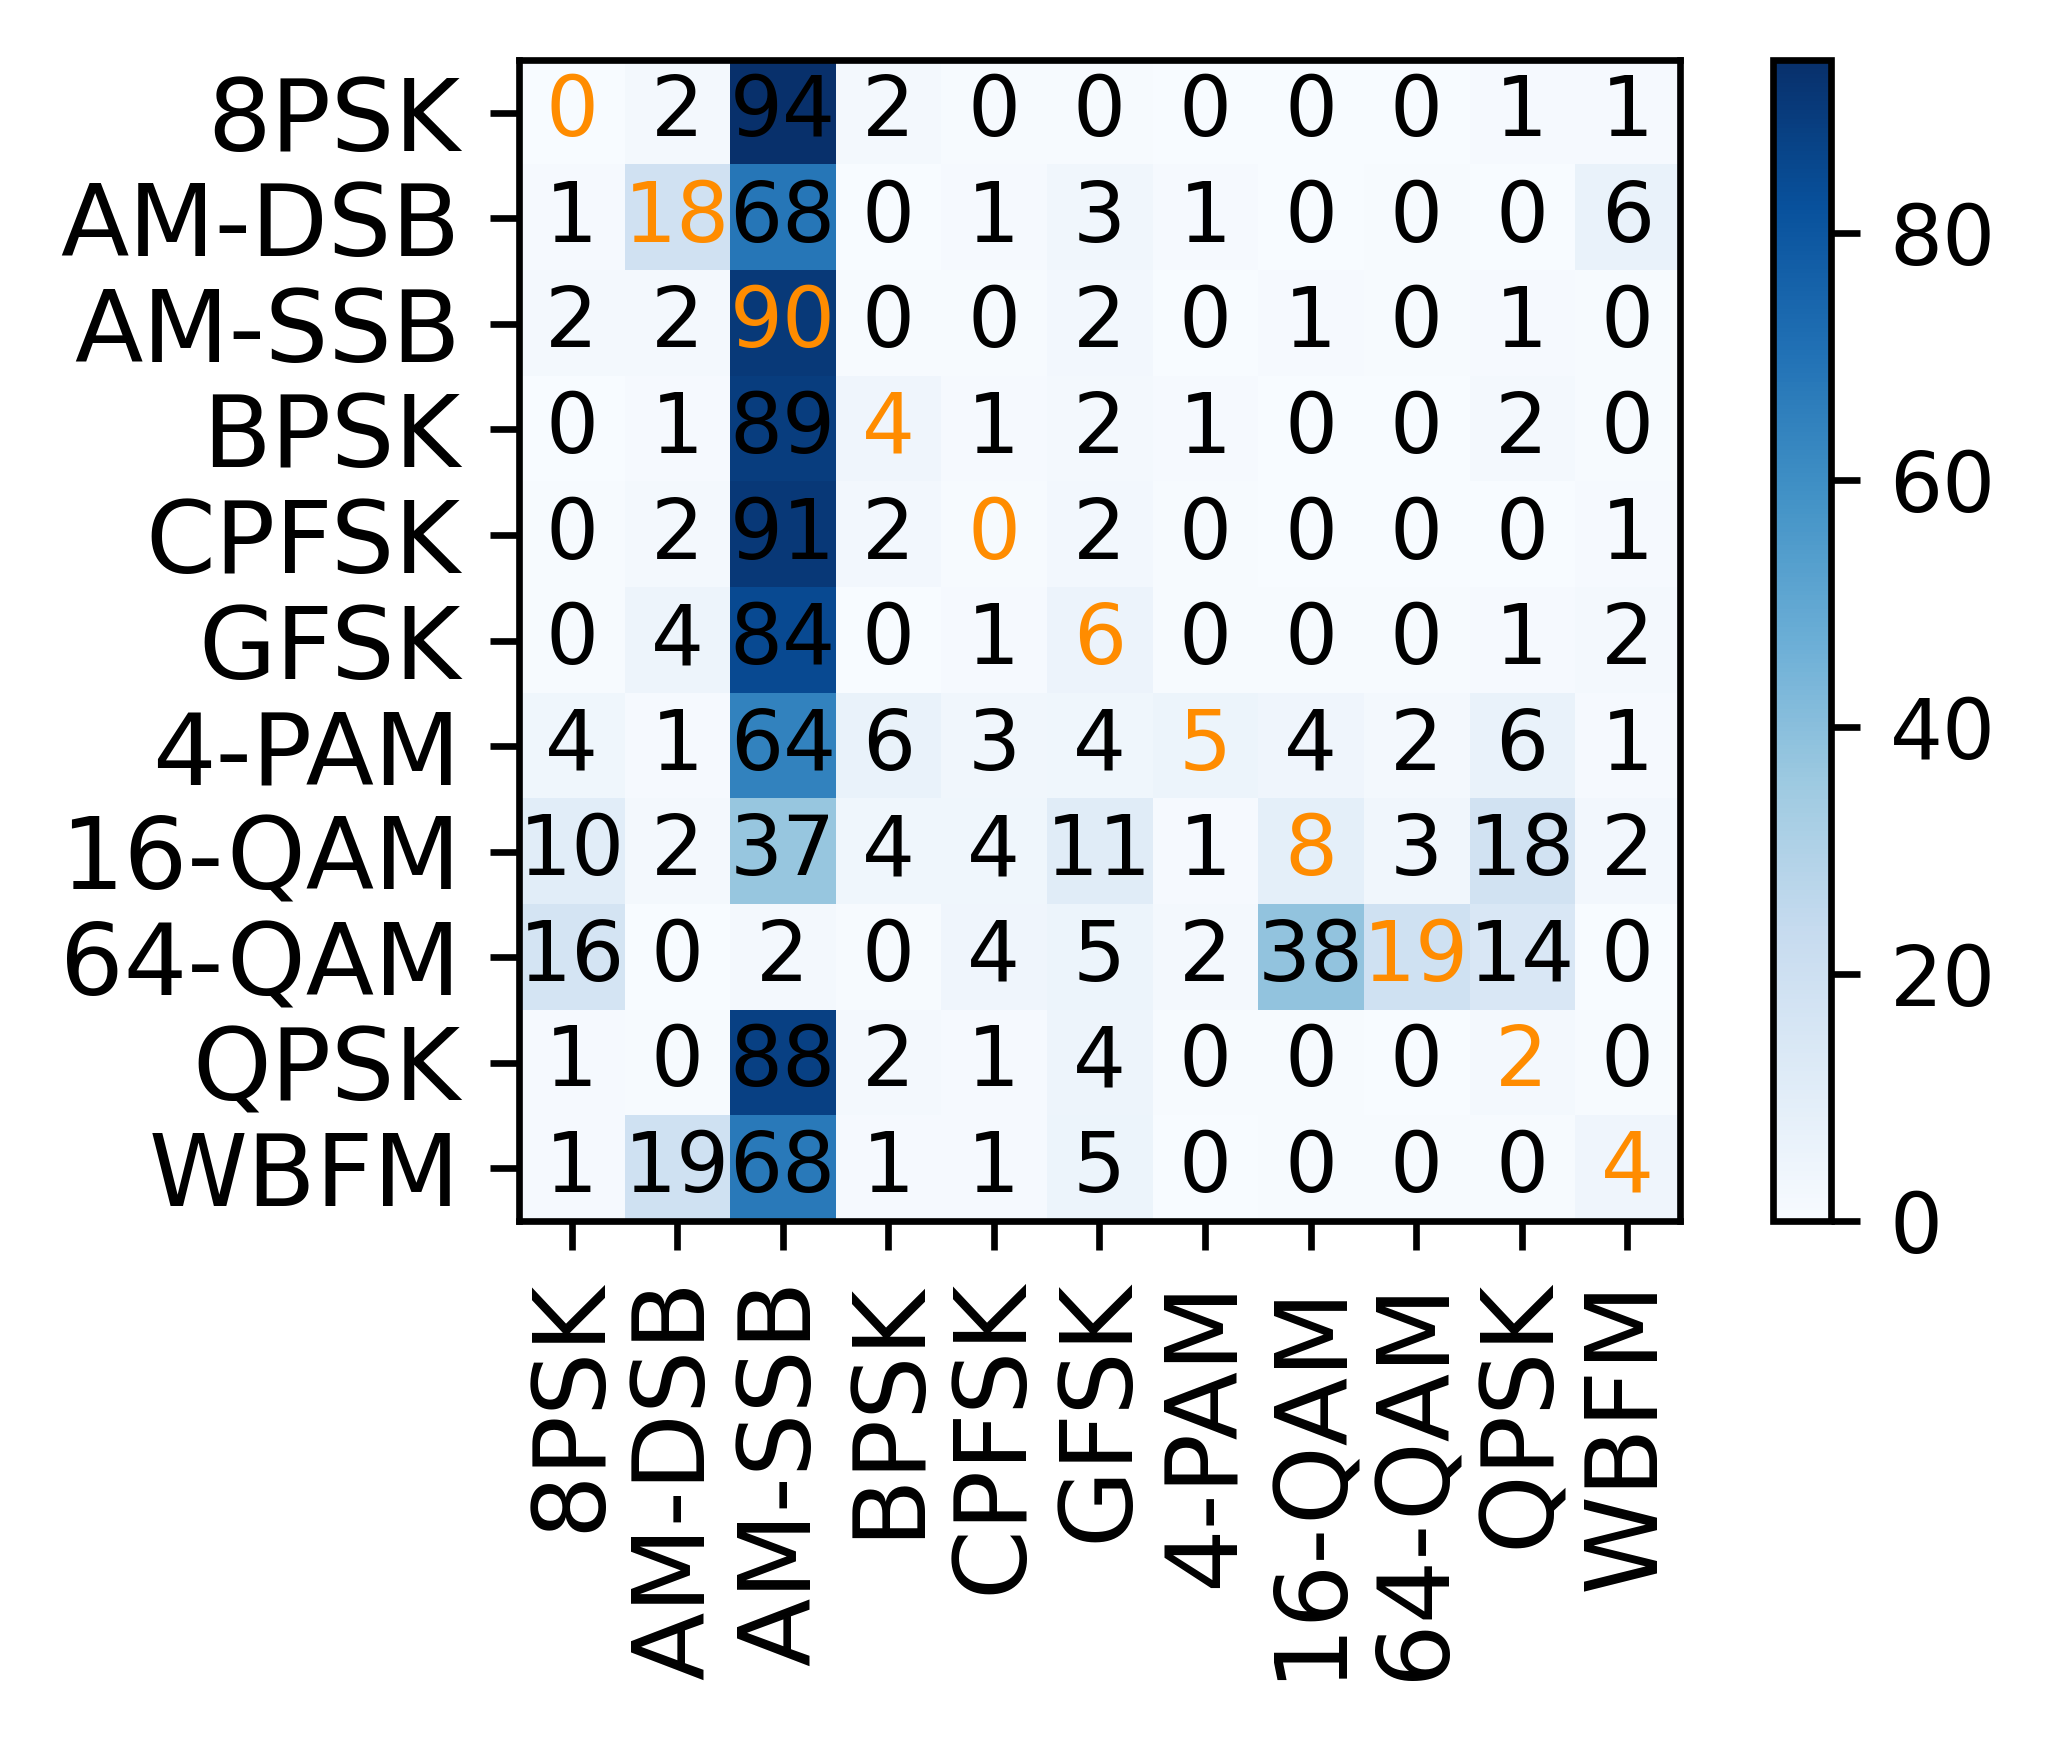 8PSK 0 2 94 2 0 0 0 0 0 1 1
AM-DSB 1 18 68 0 1 3 1 0 0 0 6
AM-SSB 2 2 90 0 0 2 0 1 0 1 0
BPSK 0 1 89 4 1 2 1 0 0 2 0
CPFSK 0 2 91 2 0 2 0 0 0 0 1
GFSK 0 4 84 0 1 6 0 0 0 1 2
4-PAM 4 1 64 6 3 4 5 4 2 6 1
16-QAM 10 2 37 4 4 11 1 8 3 18 2
64-QAM 16 0 2 0 4 5 2 38 19 14 0
QPSK 1 0 88 2 1 4 0 0 0 2 0
WBFM 1 19 68 1 1 5 0 0 0 0 4
8PSK
AM-DSB
AM-SSB
BPSK
CPFSK
GFSK
4-PAM
16-QAM
64-QAM
QPSK
WBFM
80
60
40
20
0